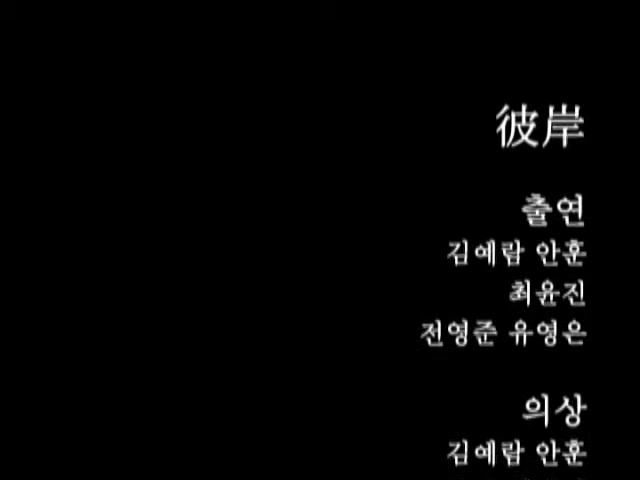 彼岸
출연
김예람 안훈
최윤진
전영준 유영은
의상
김예람 안훈